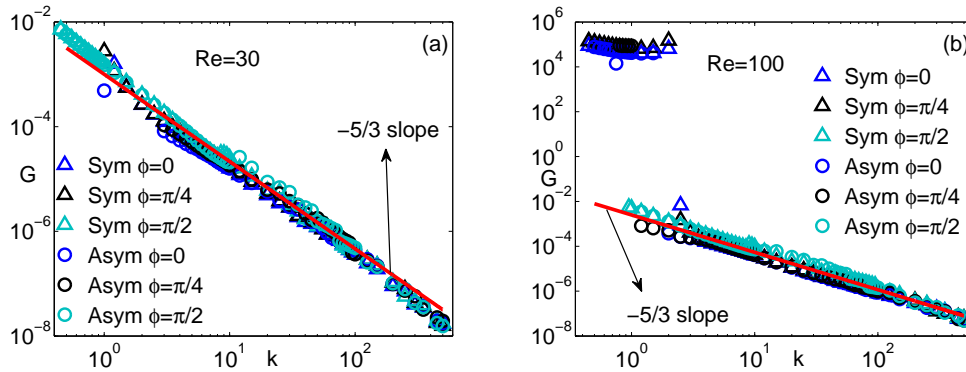 10^-2
10^-4
10^-6
10^-8
G
(a)
Re=30
−5/3 slope
Sym ϕ=0
Sym ϕ=π/4
Sym ϕ=π/2
Asym ϕ=0
Asym ϕ=π/4
Asym ϕ=π/2
10^0
10^1
10^2
k
10^6
10^4
10^2
10^0
10^-2
10^-4
10^-6
10^-8
G
(b)
Re=100
Sym ϕ=0
Sym ϕ=π/4
Sym ϕ=π/2
Asym ϕ=0
Asym ϕ=π/4
Asym ϕ=π/2
−5/3 slope
10^0
10^1
10^2
k